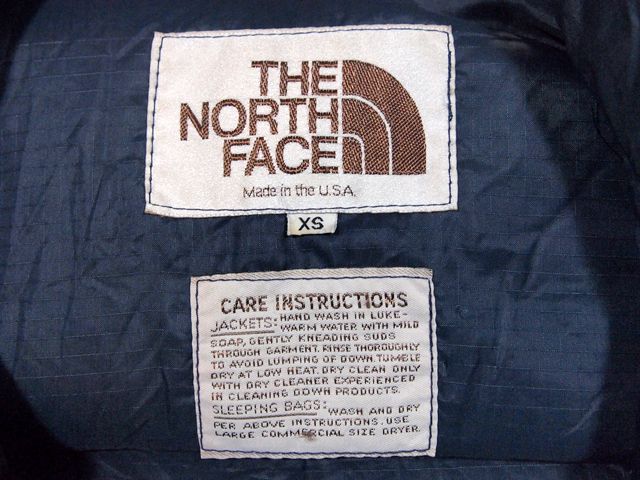 THE
NORTH
FACE
Made in the U.S.A.
XS
CARE INSTRUCTIONS
JACKETS: HAND WASH IN LUKE-
WARM WATER WITH MILD
SOAP, GENTLY KNEADING SUDS
THROUGH GARMENT. RINSE THOROUGHLY
TO AVOID LUMPING OF DOWN. TUMBLE
DRY AT LOW HEAT. DRY CLEAN ONLY
WITH DRY CLEANER EXPERIENCED
IN CLEANING DOWN PRODUCTS.
SLEEPING BAGS: WASH AND DRY
PER ABOVE INSTRUCTIONS. USE
LARGE COMMERCIAL SIZE DRYER.